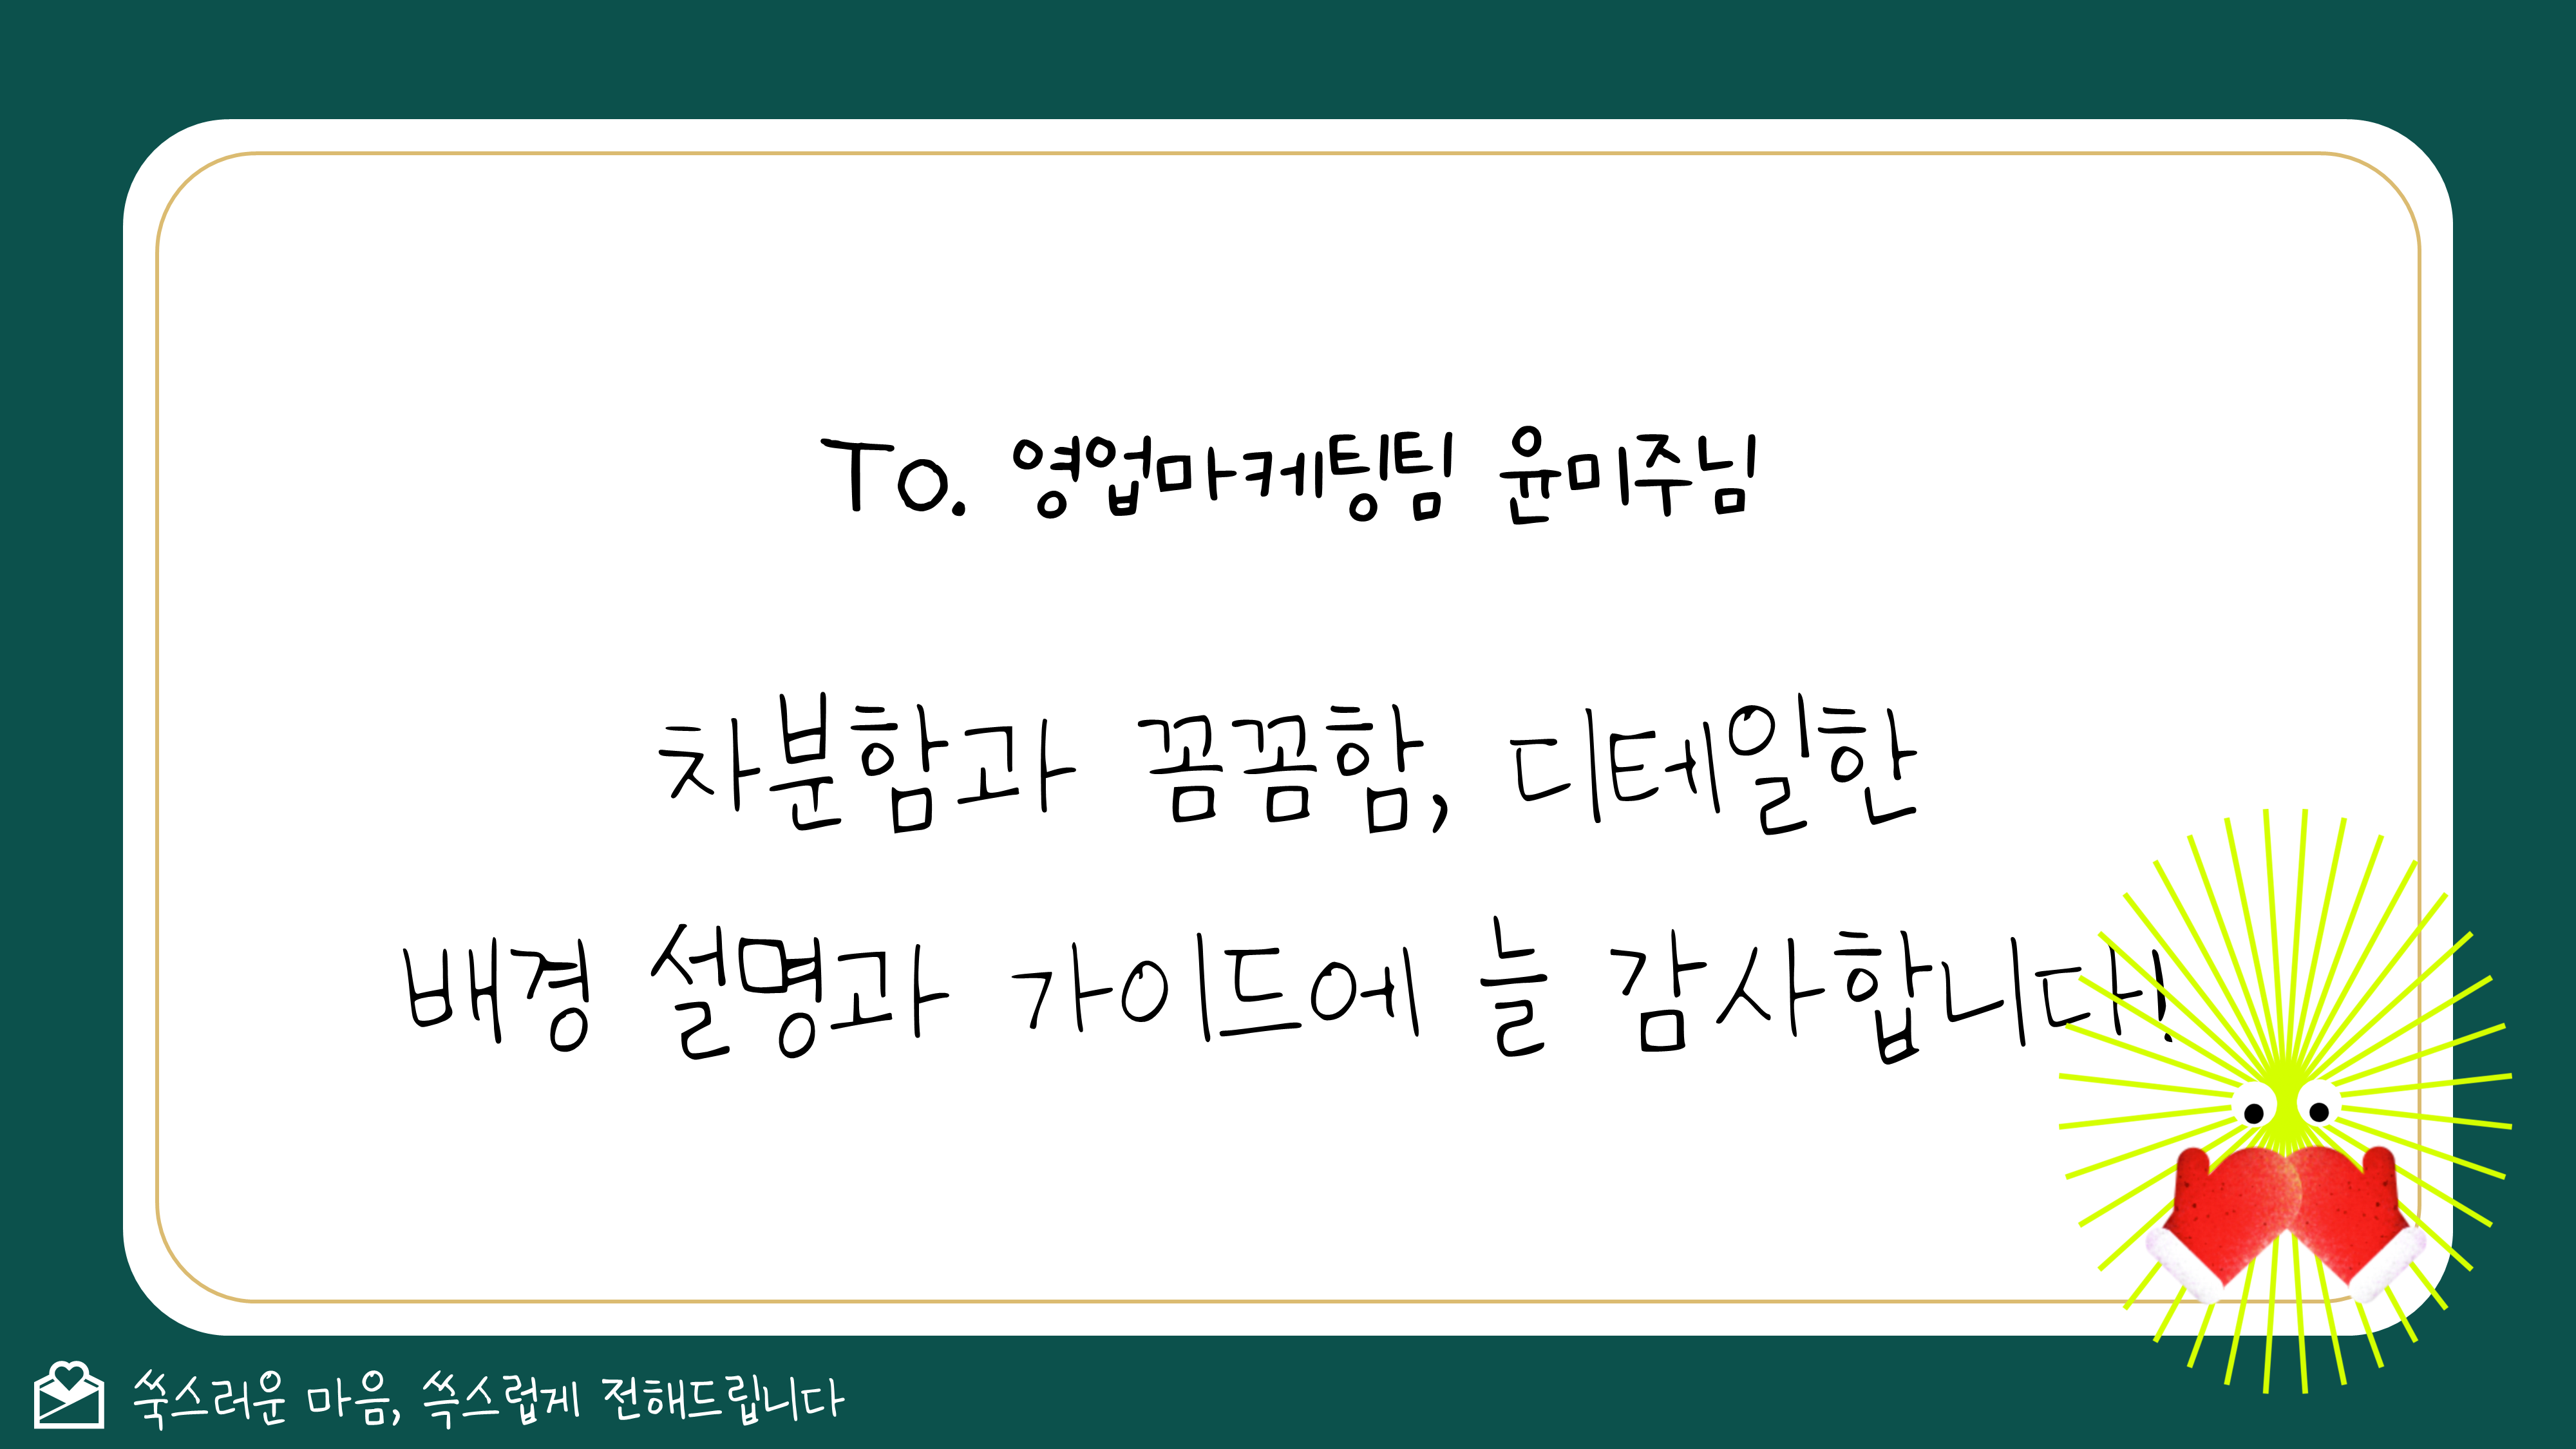 To. 영업마케팅팀 윤미주님
차분함과 꼼꼼함, 디테일한
배경 설명과 가이드에 늘 감사합니다!
쑥스러운 마음, 쓱스럽게 전해드립니다